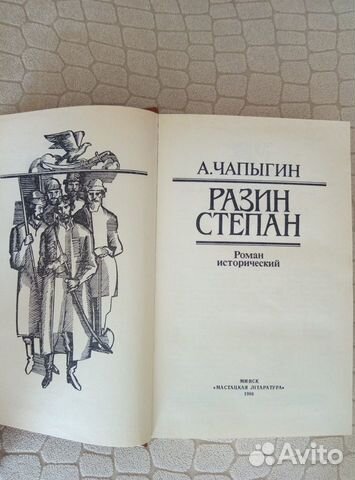 А.ЧАПЫГИН
РАЗИН
СТЕПАН
Роман
исторический
МИНСК
«МАСТАЦКАЯ ЛІТАРАТУРА»
Avito